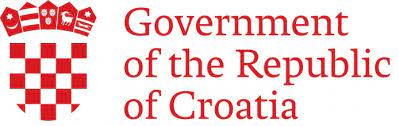 Government
of the Republic
of Croatia